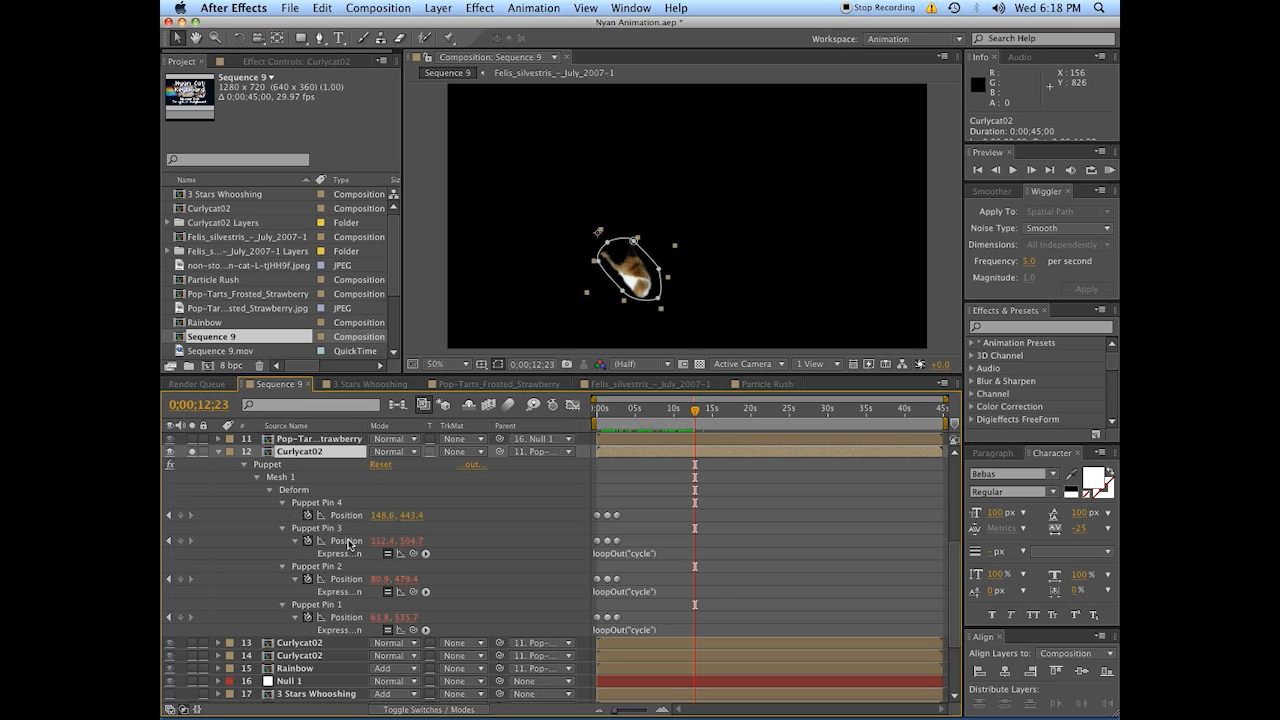 After Effects File Edit Composition Layer Effect Animation View Window Help Stop Recording Wed 6:18 PM
Nyan Animation.aep *
Workspace: Animation Search Help
Project Effect Controls: Curlycat02
Composition: Sequence 9
Info Audio
Sequence 9
1280 x 720 (640 x 360) (1.00)
Δ 0;00;45;00, 29.97 fps
Sequence 9 Felis_silvestris_-_July_2007-1
R:
G:
B:
A: 0
X: 156
Y: 826
Curlycat02
Duration: 0;00;45;00
Preview
Name Type Siz
3 Stars Whooshing Composition
Curlycat02 Composition
Curlycat02 Layers Folder
Felis_silvestris_-_July_2007-1 Composition
Felis_s...-_July_2007-1 Layers Folder
non-sto...n-cat-L-tjHH9f.jpeg JPEG
Particle Rush Composition
Pop-Tarts_Frosted_Strawberry Composition
Pop-Tar...sted_Strawberry.jpg JPEG
Rainbow Composition
Sequence 9 Composition
Sequence 9.mov QuickTime
8 bpc
Smoother Wiggler
Apply To: Spatial Path
Noise Type: Smooth
Dimensions: All Independently
Frequency: 5.0 per second
Magnitude: 1.0
Apply
Effects & Presets
* Animation Presets
3D Channel
Audio
Blur & Sharpen
Channel
Color Correction
Digieffects FreeForm
50% 0;00;12;23 (Half) Active Camera 1 View +0.0
Render Queue Sequence 9 3 Stars Whooshing Pop-Tarts_Frosted_Strawberry Felis_silvestris_-_July_2007-1 Particle Rush
0;00;12;23
:00s 05s 10s 15s 20s 25s 30s 35s 40s 45s
# Source Name Mode T TrkMat Parent
11 Pop-Tar...trawberry Normal None 16. Null 1
12 Curlycat02 Normal None 11. Pop-...
Puppet Reset ...out...
Mesh 1
Deform
Puppet Pin 4
Position 148.6, 443.4
Puppet Pin 3
Position 112.4, 504.7
Express...n loopOut("cycle")
Puppet Pin 2
Position 80.9, 479.4
Express...n loopOut("cycle")
Puppet Pin 1
Position 63.8, 535.7
Express...n loopOut("cycle")
13 Curlycat02 Normal None 11. Pop-...
14 Curlycat02 Normal None 11. Pop-...
15 Rainbow Add None 11. Pop-...
16 Null 1 Normal None None
17 3 Stars Whooshing Add None None
Toggle Switches / Modes
Paragraph Character
Bebas
Regular
100 px 100 px
Metrics -25
- px
100% 100%
0 px 0 %
T T TT Tr T¹ T₁
Align
Align Layers to: Composition
Distribute Layers: